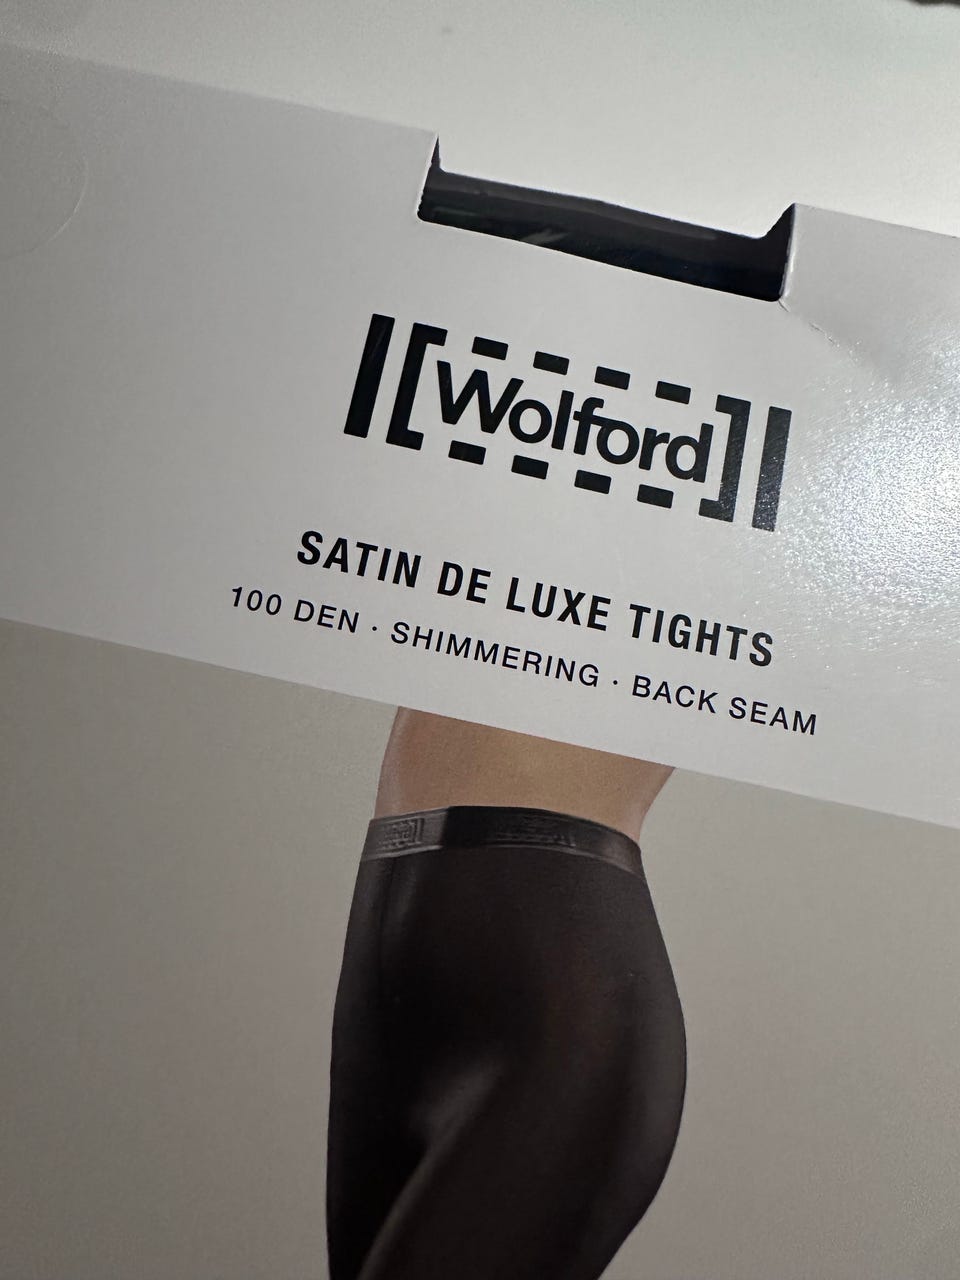 Wolford
SATIN DE LUXE TIGHTS
100 DEN · SHIMMERING · BACK SEAM